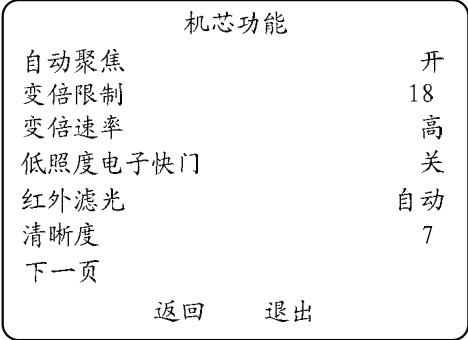 机芯功能
自动聚焦 开
变倍限制 18
变倍速率 高
低照度电子快门 关
红外滤光 自动
清晰度 7
下一页
返回 退出